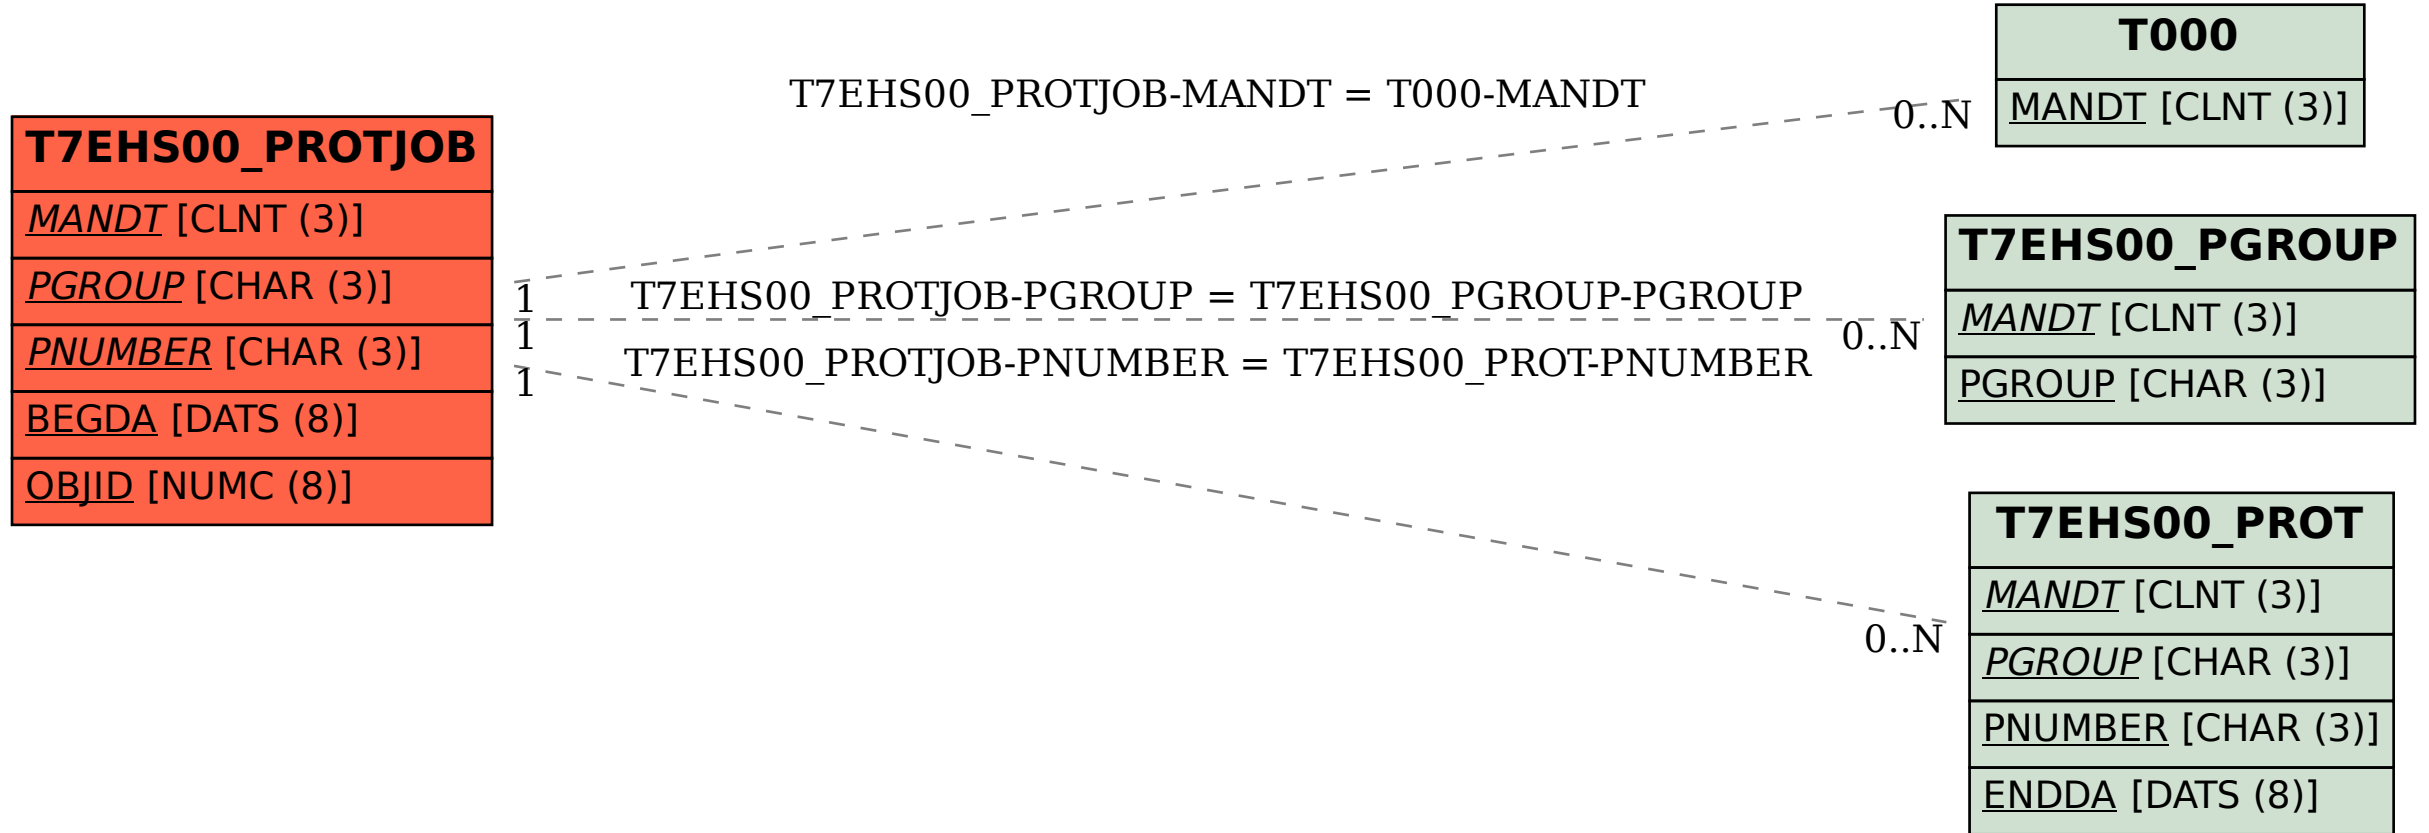 T7EHS00_PROTJOB
MANDT [CLNT (3)]
PGROUP [CHAR (3)]
PNUMBER [CHAR (3)]
BEGDA [DATS (8)]
OBJID [NUMC (8)]
T7EHS00_PROTJOB-MANDT = T000-MANDT
1
0..N
T7EHS00_PROTJOB-PGROUP = T7EHS00_PGROUP-PGROUP
1
0..N
T7EHS00_PROTJOB-PNUMBER = T7EHS00_PROT-PNUMBER
1
0..N
T000
MANDT [CLNT (3)]
T7EHS00_PGROUP
MANDT [CLNT (3)]
PGROUP [CHAR (3)]
T7EHS00_PROT
MANDT [CLNT (3)]
PGROUP [CHAR (3)]
PNUMBER [CHAR (3)]
ENDDA [DATS (8)]